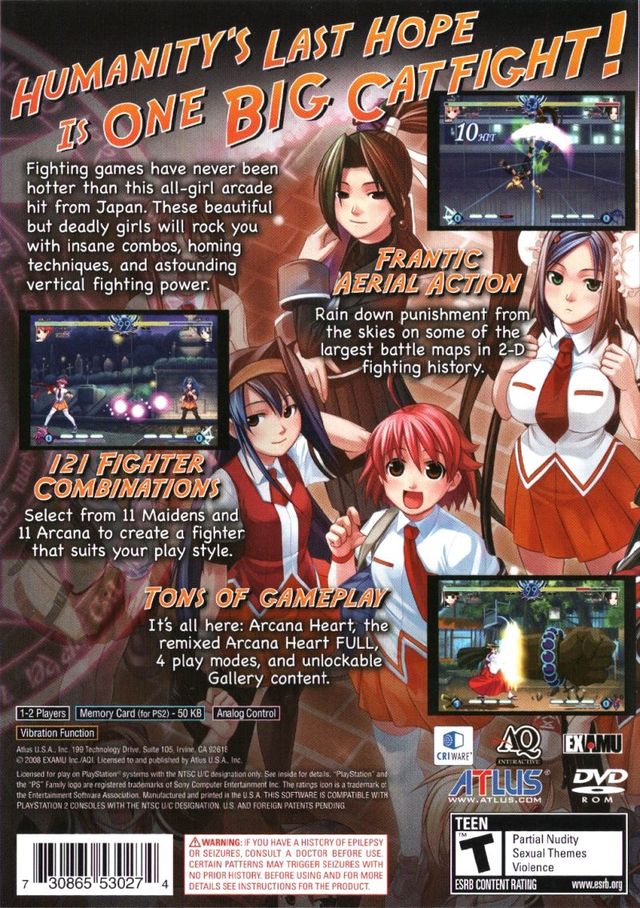 HUMANITY'S LAST HOPE
IS ONE BIG CATFIGHT!
Fighting games have never been
hotter than this all-girl arcade
hit from Japan. These beautiful
but deadly girls will rock you
with insane combos, homing
techniques, and astounding
vertical fighting power.
10 HIT
FRANTIC
AERIAL ACTION
Rain down punishment from
the skies on some of the
largest battle maps in 2-D
fighting history.
99
121 FIGHTER
COMBINATIONS
Select from 11 Maidens and
11 Arcana to create a fighter
that suits your play style.
TONS OF GAMEPLAY
It's all here: Arcana Heart, the
remixed Arcana Heart FULL,
4 play modes, and unlockable
Gallery content.
1-2 Players
Memory Card (for PS2) - 50 KB
Analog Control
Vibration Function
Atlus U.S.A., Inc. 199 Technology Drive, Suite 105, Irvine, CA 92618
© 2008 EXAMU Inc./AQI. Licensed to and published by Atlus U.S.A., Inc.
Licensed for play on PlayStation® systems with the NTSC U/C designation only. See inside for details. "PlayStation" and
the "PS" Family logo are registered trademarks of Sony Computer Entertainment Inc. The ratings icon is a trademark of
the Entertainment Software Association. Manufactured and printed in the U.S.A. THIS SOFTWARE IS COMPATIBLE WITH
PLAYSTATION 2 CONSOLES WITH THE NTSC U/C DESIGNATION. U.S. AND FOREIGN PATENTS PENDING.
CRIWARE
AQ
INTERACTIVE
EXAMU
ATLUS®
WWW.ATLUS.COM
DVD
ROM
7 30865 53027 4
WARNING: IF YOU HAVE A HISTORY OF EPILEPSY
OR SEIZURES, CONSULT A DOCTOR BEFORE USE.
CERTAIN PATTERNS MAY TRIGGER SEIZURES WITH
NO PRIOR HISTORY. BEFORE USING AND FOR MORE
DETAILS SEE INSTRUCTIONS FOR THE PRODUCT.
TEEN
T
TM
Partial Nudity
Sexual Themes
Violence
ESRB CONTENT RATING
www.esrb.org